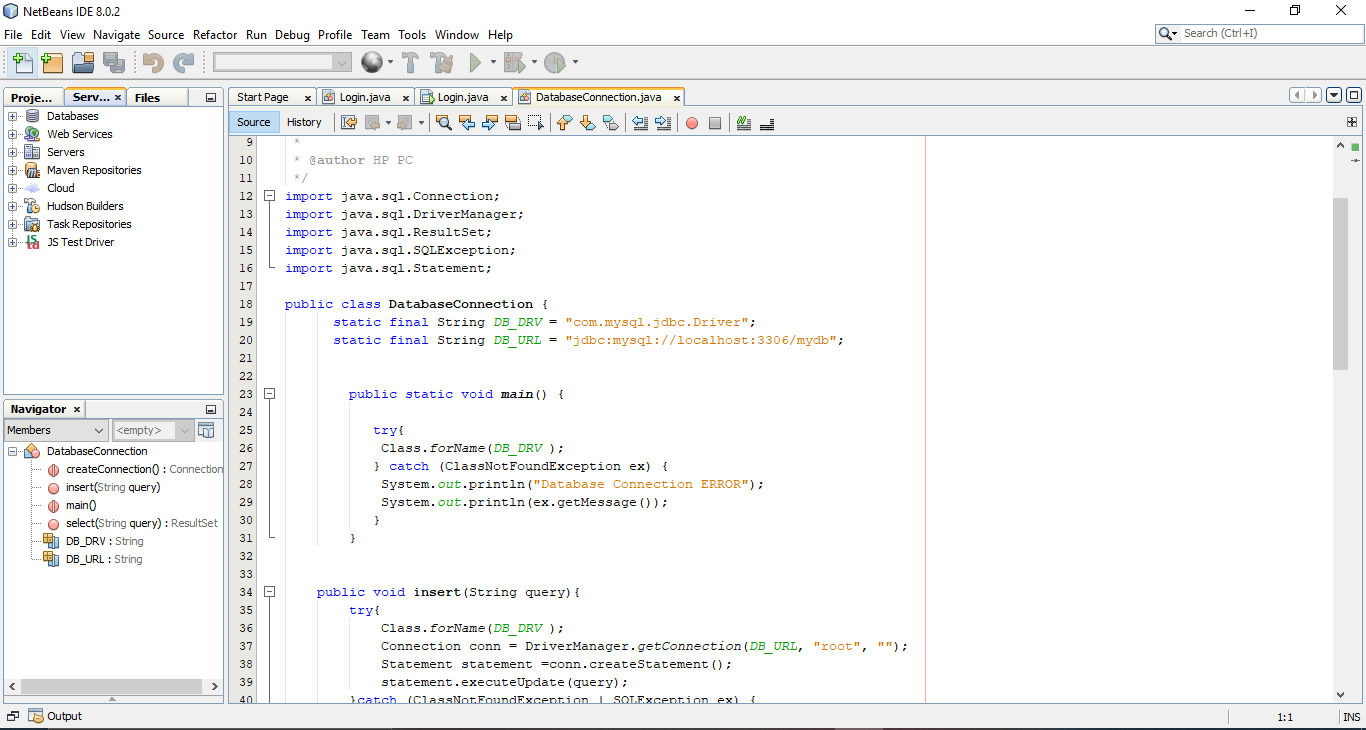 NetBeans IDE 8.0.2
File Edit View Navigate Source Refactor Run Debug Profile Team Tools Window Help
Search (Ctrl+I)
Proje... Serv... × Files
Databases
Web Services
Servers
Maven Repositories
Cloud
Hudson Builders
Task Repositories
JS Test Driver
Navigator ×
Members <empty>
DatabaseConnection
createConnection() : Connection
insert(String query)
main()
select(String query) : ResultSet
DB_DRV : String
DB_URL : String
Start Page × Login.java × Login.java × DatabaseConnection.java ×
Source History
9 *
10 * @author HP PC
11 */
12 import java.sql.Connection;
13 import java.sql.DriverManager;
14 import java.sql.ResultSet;
15 import java.sql.SQLException;
16 import java.sql.Statement;
17
18 public class DatabaseConnection {
19 static final String DB_DRV = "com.mysql.jdbc.Driver";
20 static final String DB_URL = "jdbc:mysql://localhost:3306/mydb";
21
22
23 public static void main() {
24
25 try{
26 Class.forName(DB_DRV );
27 } catch (ClassNotFoundException ex) {
28 System.out.println("Database Connection ERROR");
29 System.out.println(ex.getMessage());
30 }
31 }
32
33
34 public void insert(String query){
35 try{
36 Class.forName(DB_DRV );
37 Connection conn = DriverManager.getConnection(DB_URL, "root", "");
38 Statement statement =conn.createStatement();
39 statement.executeUpdate(query);
40 }catch (ClassNotFoundException | SQLException ex) {
Output
1:1 INS